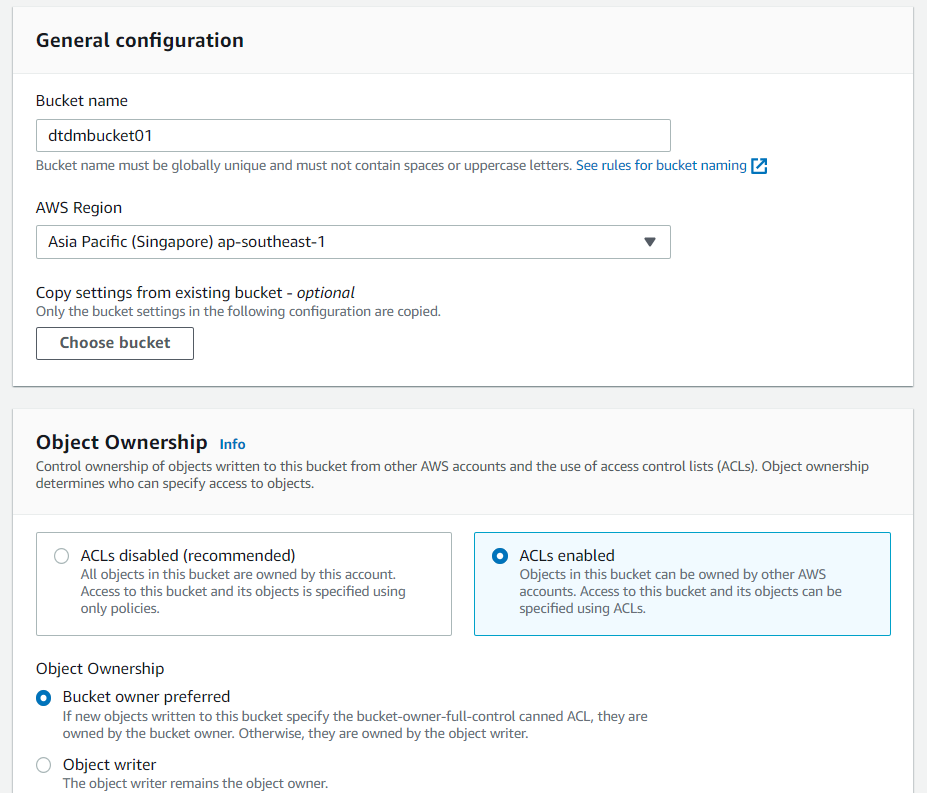 General configuration
Bucket name
dtdmbucket01
Bucket name must be globally unique and must not contain spaces or uppercase letters. See rules for bucket naming
AWS Region
Asia Pacific (Singapore) ap-southeast-1
Copy settings from existing bucket - optional
Only the bucket settings in the following configuration are copied.
Choose bucket
Object Ownership Info
Control ownership of objects written to this bucket from other AWS accounts and the use of access control lists (ACLs). Object ownership
determines who can specify access to objects.
ACLs disabled (recommended)
All objects in this bucket are owned by this account.
Access to this bucket and its objects is specified using
only policies.
ACLs enabled
Objects in this bucket can be owned by other AWS
accounts. Access to this bucket and its objects can be
specified using ACLs.
Object Ownership
Bucket owner preferred
If new objects written to this bucket specify the bucket-owner-full-control canned ACL, they are
owned by the bucket owner. Otherwise, they are owned by the object writer.
Object writer
The object writer remains the object owner.